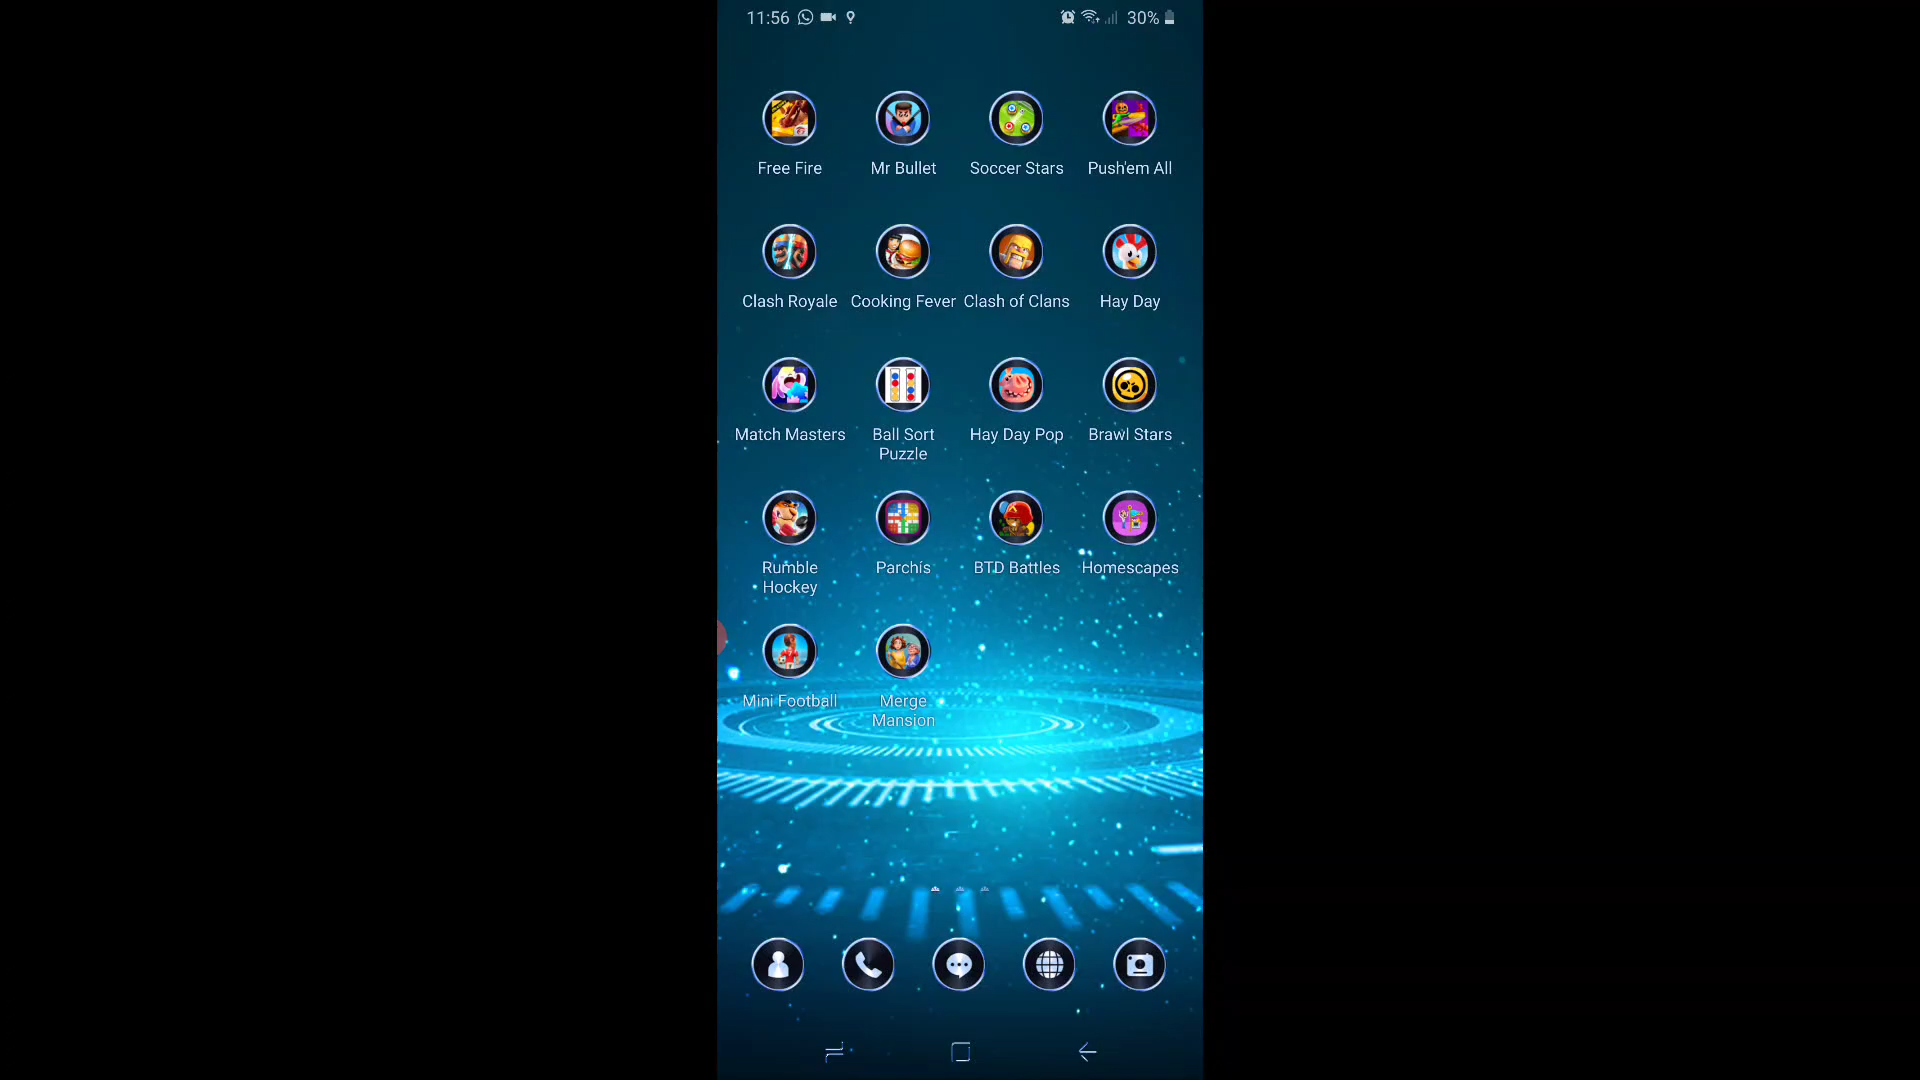 11:56
30%
Free Fire
Mr Bullet
Soccer Stars
Push'em All
Clash Royale
Cooking Fever
Clash of Clans
Hay Day
Match Masters
Ball Sort
Puzzle
Hay Day Pop
Brawl Stars
Rumble
Hockey
Parchís
BTD Battles
Homescapes
Mini Football
Merge
Mansion